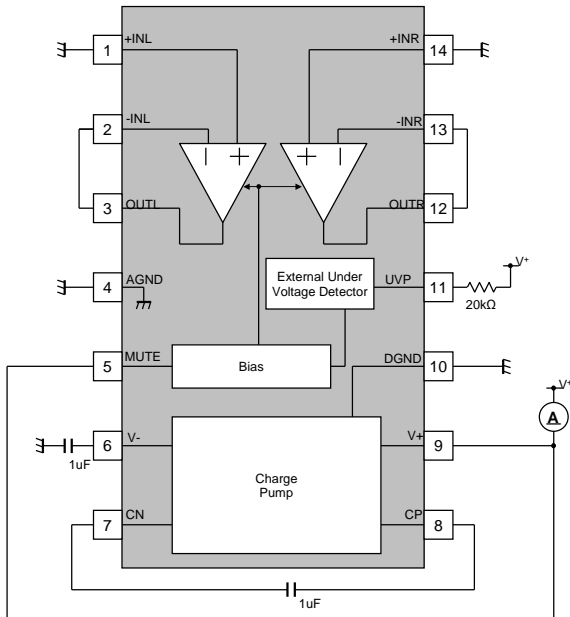 +INL
+INR
1
14
-INL
-INR
2
13
OUTL
OUTR
3
12
External Under
Voltage Detector
V+
AGND
UVP
4
11
20kΩ
MUTE
Bias
DGND
5
10
V+
A
V-
V+
6
9
1uF
Charge
Pump
CN
CP
7
8
1uF